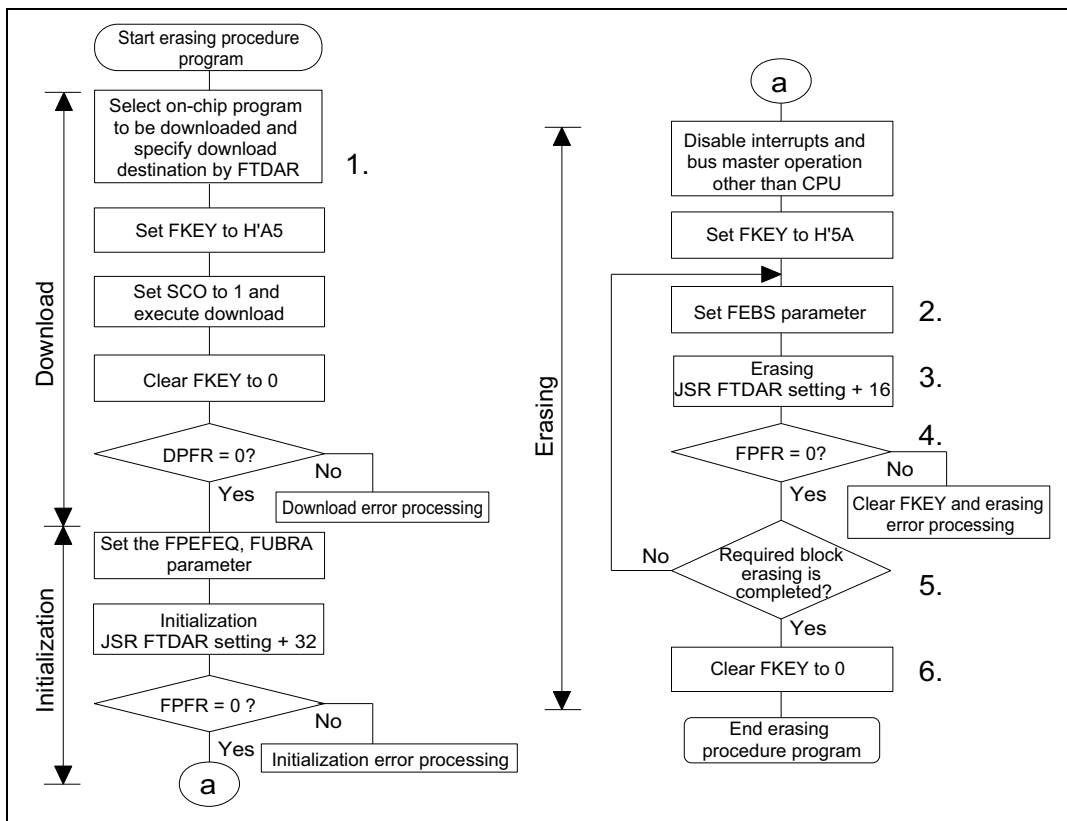 Start erasing procedure
program
Select on-chip program
to be downloaded and
specify download
destination by FTDAR
1.
Set FKEY to H'A5
Set SCO to 1 and
execute download
Clear FKEY to 0
DPFR = 0?
No
Yes
Download error processing
Download
Set the FPEFEQ, FUBRA
parameter
Initialization
JSR FTDAR setting + 32
FPFR = 0 ?
No
Yes
Initialization error processing
Initialization
a
a
Disable interrupts and
bus master operation
other than CPU
Set FKEY to H'5A
Set FEBS parameter
2.
Erasing
JSR FTDAR setting + 16
3.
4.
FPFR = 0?
No
Yes
Clear FKEY and erasing
error processing
Erasing
No
Required block
erasing is
completed?
5.
Yes
Clear FKEY to 0
6.
End erasing
procedure program